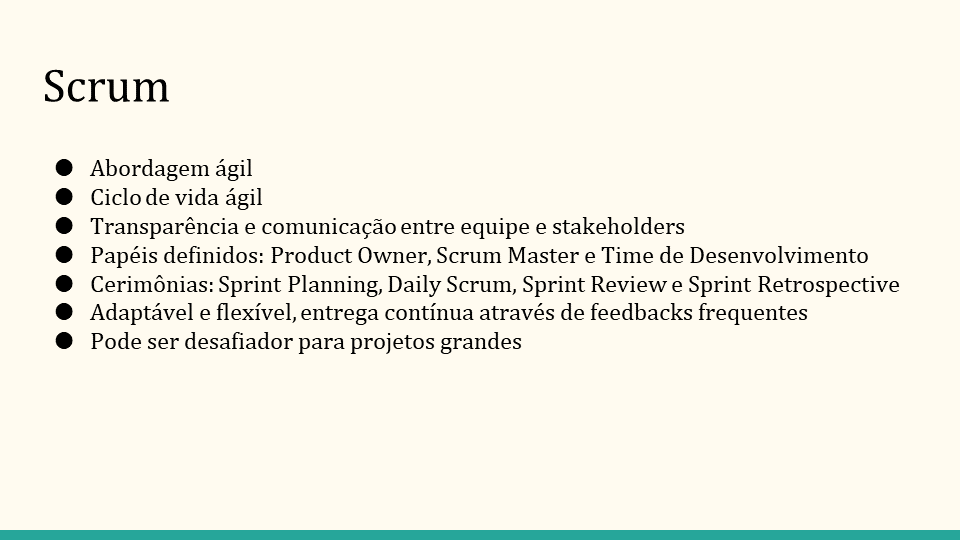 Scrum
● Abordagem ágil
● Ciclo de vida ágil
● Transparência e comunicação entre equipe e stakeholders
● Papéis definidos: Product Owner, Scrum Master e Time de Desenvolvimento
● Cerimônias: Sprint Planning, Daily Scrum, Sprint Review e Sprint Retrospective
● Adaptável e flexível, entrega contínua através de feedbacks frequentes
● Pode ser desafiador para projetos grandes